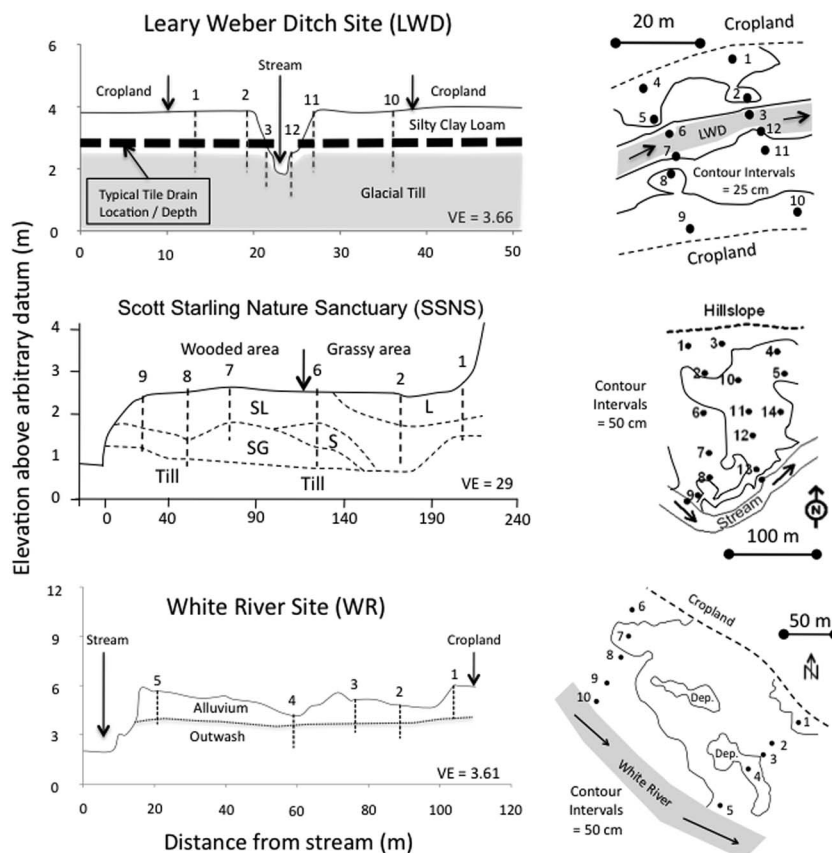 Leary Weber Ditch Site (LWD)
6
4
2
0
Cropland
1
2
Stream
3
12
11
10
Cropland
Silty Clay Loam
Typical Tile Drain
Location / Depth
Glacial Till
VE = 3.66
0
10
20
30
40
50
20 m
Cropland
1
4
2
5
3
LWD
6
12
7
11
8
Contour Intervals
= 25 cm
10
9
Cropland
Elevation above arbitrary datum (m)
Scott Starling Nature Sanctuary (SSNS)
4
3
2
1
0
Wooded area
Grassy area
9
8
7
6
2
1
SL
L
SG
S
Till
Till
VE = 29
0
40
90
140
190
240
Hillslope
1
3
4
2
10
5
Contour
Intervals
= 50 cm
6
11
14
12
7
8
13
9
Stream
N
100 m
White River Site (WR)
12
9
6
3
0
Stream
Cropland
5
4
3
2
1
Alluvium
Outwash
VE = 3.61
0
20
40
60
80
100
120
Distance from stream (m)
6
Cropland
50 m
N
7
8
9
10
Dep.
1
2
Dep.
3
4
5
White River
Contour
Intervals
= 50 cm